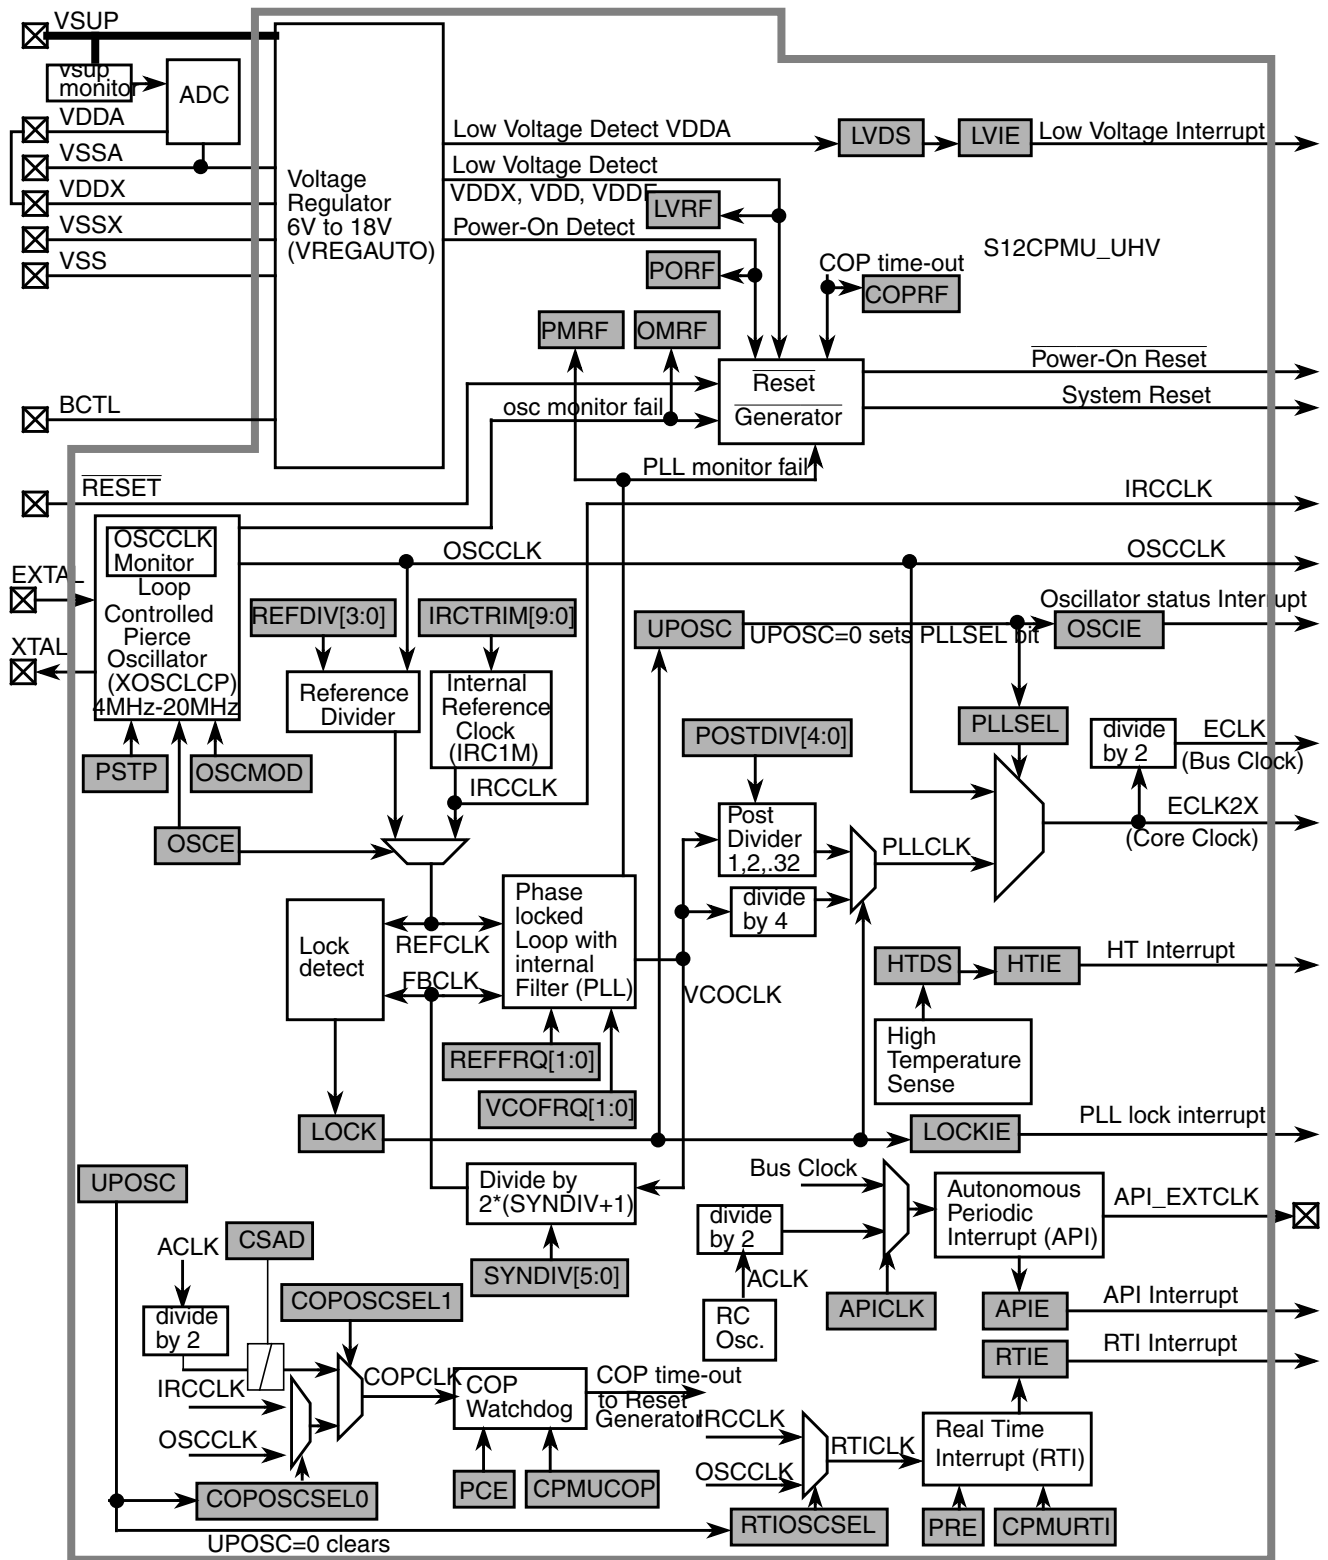 VSUP
vsup
monitor
ADC
VDDA
VSSA
VDDX
VSSX
VSS
BCTL
RESET
EXTAL
XTAL
Voltage
Regulator
6V to 18V
(VREGAUTO)
Low Voltage Detect VDDA
LVDS
LVIE
Low Voltage Interrupt
Low Voltage Detect
VDDX, VDD, VDDF
LVRF
Power-On Detect
PORF
S12CPMU_UHV
COP time-out
COPRF
PMRF
OMRF
Reset
Generator
Power-On Reset
System Reset
osc monitor fail
PLL monitor fail
IRCCLK
OSCCLK
Monitor
Loop
Controlled
Pierce
Oscillator
(XOSCLCP)
4MHz-20MHz
OSCCLK
OSCCLK
REFDIV[3:0]
IRCTRIM[9:0]
UPOSC
UPOSC=0 sets PLLSEL bit
Oscillator status Interrupt
OSCIE
Reference
Divider
Internal
Reference
Clock
(IRC1M)
PSTP
OSCMOD
OSCE
IRCCLK
POSTDIV[4:0]
PLLSEL
divide
by 2
ECLK
(Bus Clock)
ECLK2X
(Core Clock)
Post
Divider
1,2,.32
PLLCLK
divide
by 4
Phase
locked
Loop with
internal
Filter (PLL)
Lock
detect
REFCLK
FBCLK
VCOCLK
REFFRQ[1:0]
VCOFRQ[1:0]
HTDS
HTIE
HT Interrupt
High
Temperature
Sense
LOCK
LOCKIE
PLL lock interrupt
UPOSC
Divide by
2*(SYNDIV+1)
SYNDIV[5:0]
Bus Clock
divide
by 2
ACLK
RC
Osc.
APICLK
Autonomous
Periodic
Interrupt (API)
API_EXTCLK
APIE
API Interrupt
RTIE
RTI Interrupt
ACLK
CSAD
divide
by 2
COPOSCSEL1
IRCCLK
OSCCLK
COPCLK
COP
Watchdog
COP time-out
to Reset
Generator
COPOSCSEL0
PCE
CPMUCOP
IRCCLK
OSCCLK
RTICLK
Real Time
Interrupt (RTI)
RTIOSCSEL
PRE
CPMURTI
UPOSC=0 clears